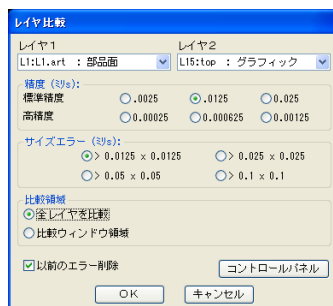 レイヤ比較
レイヤ1 レイヤ2
L1:L1.art : 部品面 L15:top : グラフィック
精度 (ミリs):
標準精度 .0025 .0125 0.025
高精度 0.00025 0.000625 0.00125
サイズエラー (ミリs):
> 0.0125 x 0.0125 > 0.025 x 0.025
> 0.05 x 0.05 > 0.1 x 0.1
比較領域
全レイヤを比較
比較ウィンドウ領域
以前のエラー削除 コントロールパネル
OK キャンセル